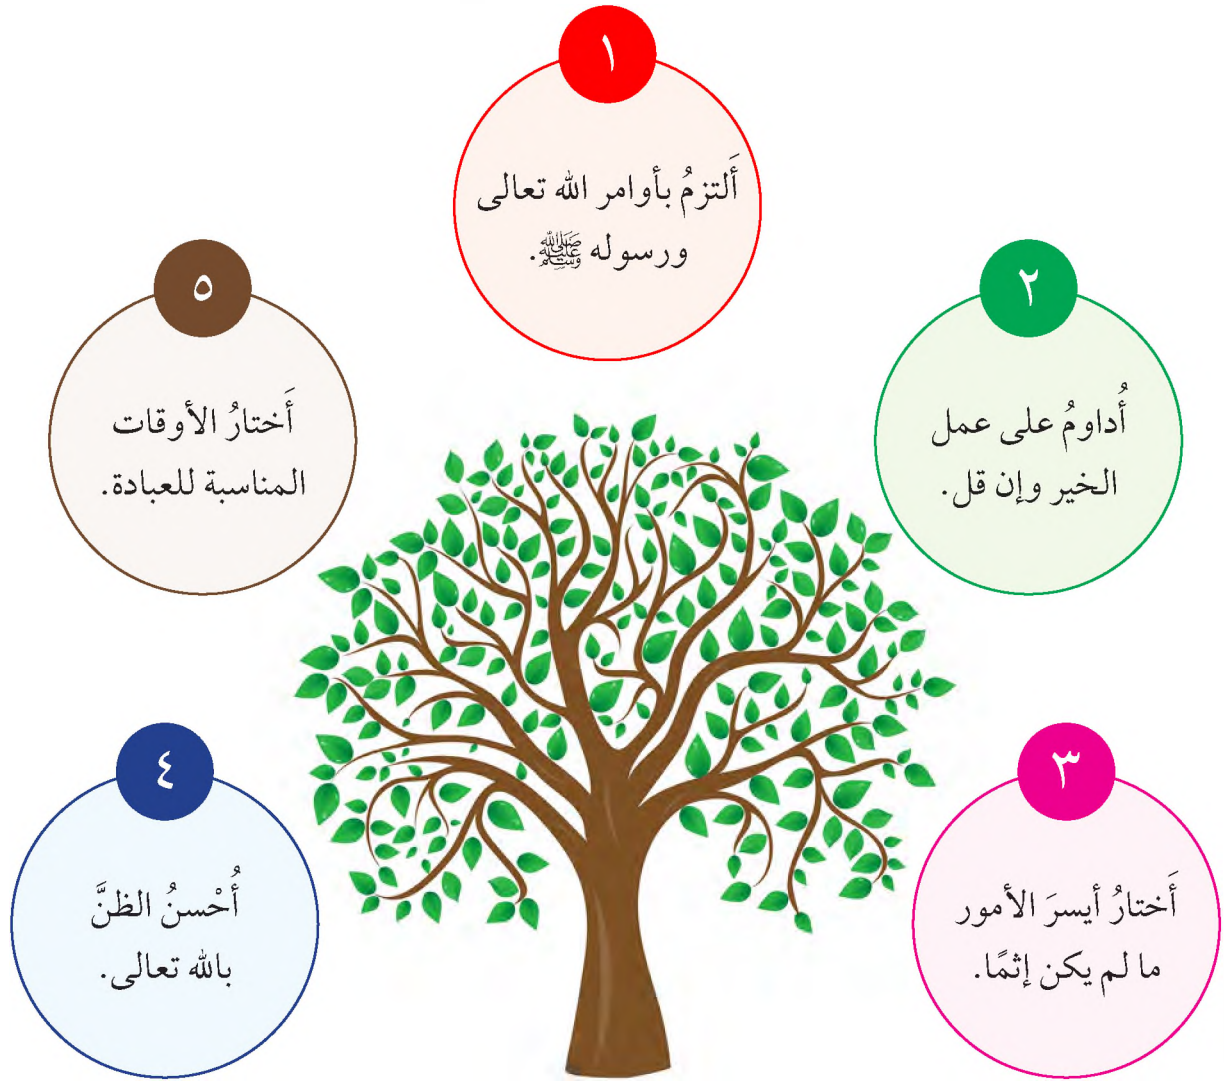 ١
أَلتزمُ بأوامر الله تعالى
ورسوله ﷺ.
٢
أُداومُ على عمل
الخير وإن قل.
٣
أَختارُ أيسرَ الأمور
ما لم يكن إثمًا.
٤
أُحْسنُ الظنَّ
بالله تعالى.
٥
أَختارُ الأوقات
المناسبة للعبادة.